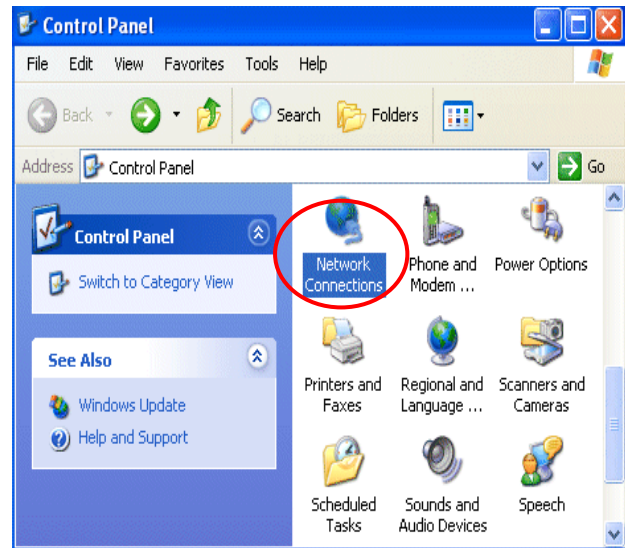 Control Panel
File Edit View Favorites Tools Help
Back Search Folders
Address Control Panel Go
Control Panel
Switch to Category View
See Also
Windows Update
Help and Support
Network Connections
Phone and Modem ...
Power Options
Printers and Faxes
Regional and Language ...
Scanners and Cameras
Scheduled Tasks
Sounds and Audio Devices
Speech